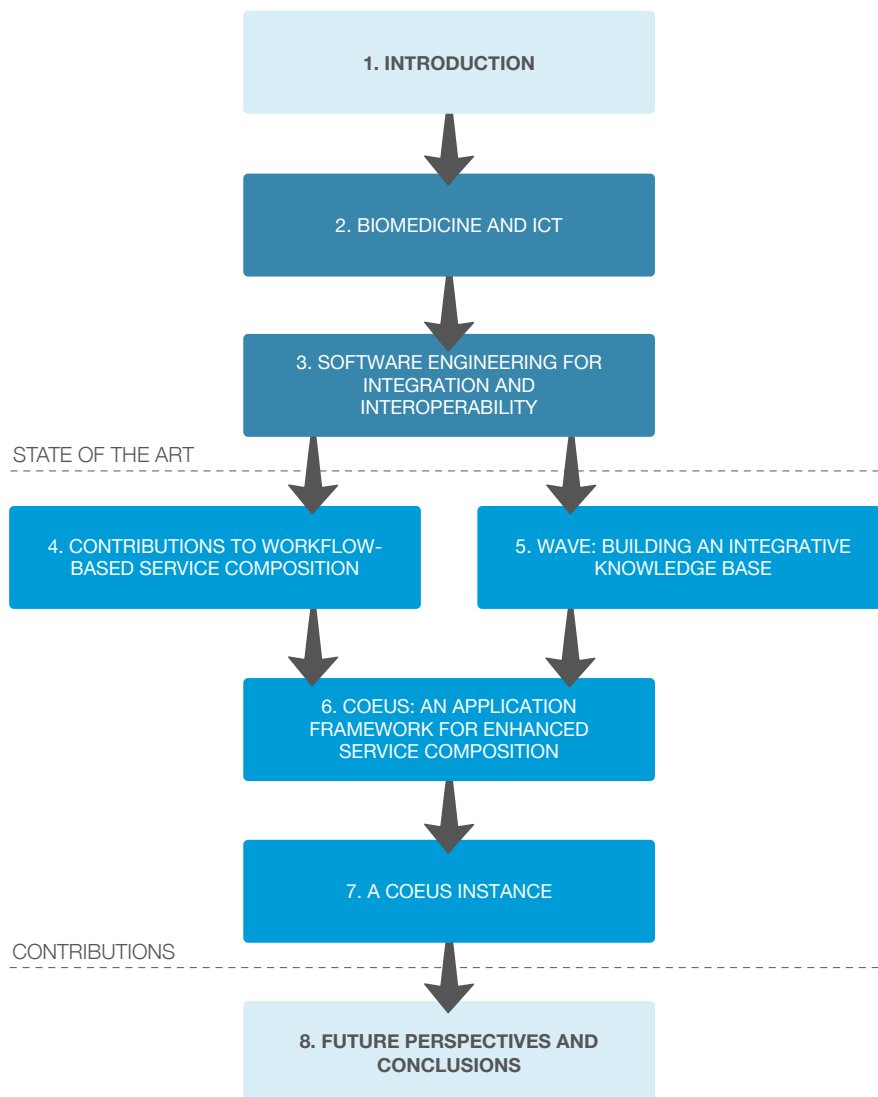 1. INTRODUCTION
2. BIOMEDICINE AND ICT
3. SOFTWARE ENGINEERING FOR
INTEGRATION AND
INTEROPERABILITY
STATE OF THE ART
4. CONTRIBUTIONS TO WORKFLOW-
BASED SERVICE COMPOSITION
5. WAVE: BUILDING AN INTEGRATIVE
KNOWLEDGE BASE
6. COEUS: AN APPLICATION
FRAMEWORK FOR ENHANCED
SERVICE COMPOSITION
7. A COEUS INSTANCE
CONTRIBUTIONS
8. FUTURE PERSPECTIVES AND
CONCLUSIONS